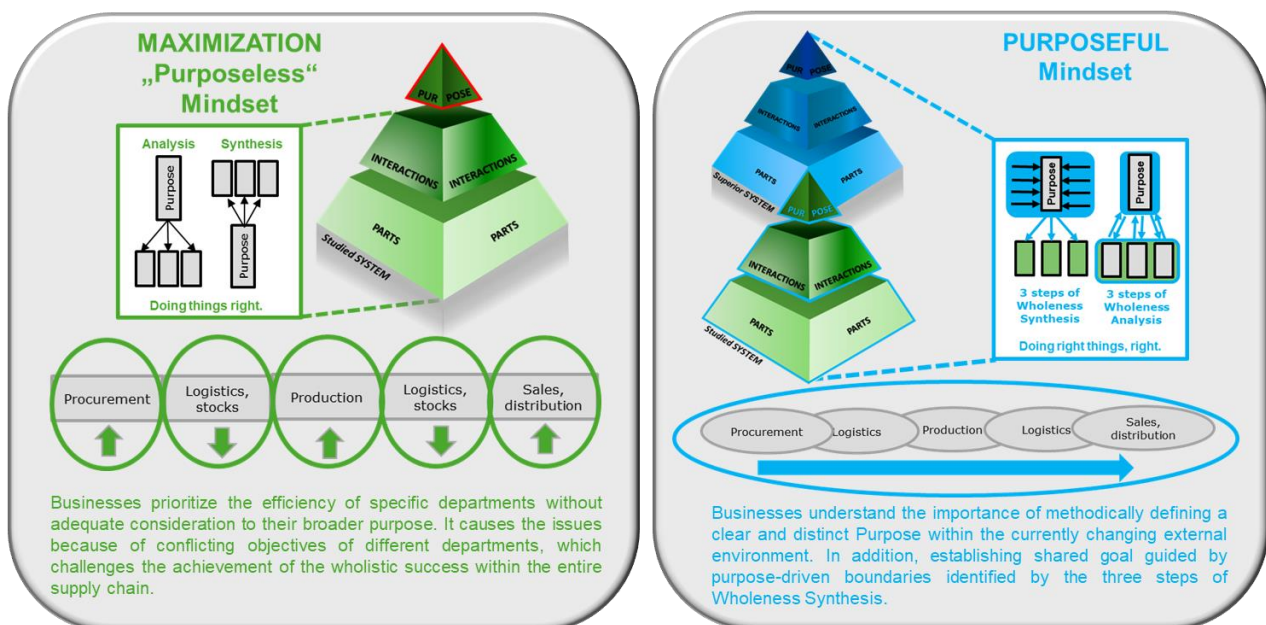 MAXIMIZATION
„Purposeless“
Mindset
Analysis
Synthesis
Purpose
Purpose
Doing things right.
PUR POSE
INTERACTIONS
INTERACTIONS
PARTS
PARTS
Studied SYSTEM
Procurement
Logistics,
stocks
Production
Logistics,
stocks
Sales,
distribution
Businesses prioritize the efficiency of specific departments without
adequate consideration to their broader purpose. It causes the issues
because of conflicting objectives of different departments, which
challenges the achievement of the wholistic success within the entire
supply chain.
PURPOSEFUL
Mindset
PUR POSE
INTERACTIONS
INTERACTIONS
PARTS
PARTS
Superior SYSTEM
PUR POSE
INTERACTIONS
INTERACTIONS
PARTS
PARTS
Studied SYSTEM
Purpose
Purpose
3 steps of
Wholeness
Synthesis
3 steps of
Wholeness
Analysis
Doing right things, right.
Procurement
Logistics
Production
Logistics
Sales,
distribution
Businesses understand the importance of methodically defining a
clear and distinct Purpose within the currently changing external
environment. In addition, establishing shared goal guided by
purpose-driven boundaries identified by the three steps of
Wholeness Synthesis.